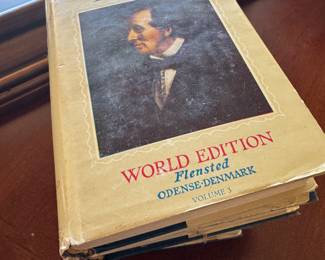 WORLD EDITION
Flensted
ODENSE·DENMARK
VOLUME 3